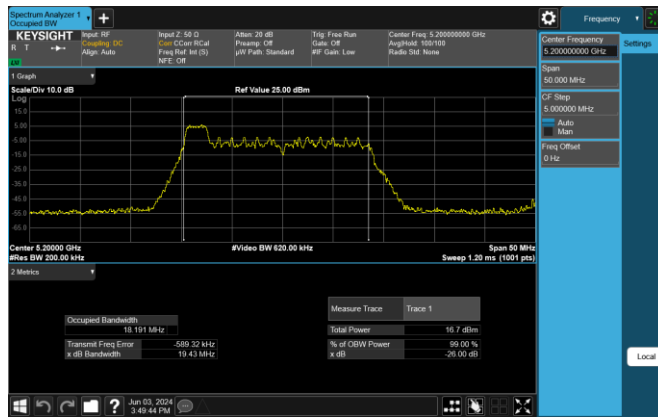 Spectrum Analyzer 1
Occupied BW
Frequency
KEYSIGHT
R T
Input: RF
Coupling: DC
Align: Auto
Input Z: 50 Ω
Corr CCorr RCal
Freq Ref: Int (S)
NFE: Off
Atten: 20 dB
Preamp: Off
µW Path: Standard
Trig: Free Run
Gate: Off
#IF Gain: Low
Center Freq: 5.200000000 GHz
Avg|Hold: 100/100
Radio Std: None
1 Graph
Scale/Div 10.0 dB
Ref Value 25.00 dBm
Log
15.0
5.00
-5.00
-15.0
-25.0
-35.0
-45.0
-55.0
-65.0
Center 5.20000 GHz
#Video BW 620.00 kHz
Span 50 MHz
#Res BW 200.00 kHz
Sweep 1.20 ms (1001 pts)
2 Metrics
Occupied Bandwidth
18.191 MHz
Transmit Freq Error -589.32 kHz
x dB Bandwidth 19.43 MHz
Measure Trace Trace 1
Total Power 16.7 dBm
% of OBW Power 99.00 %
x dB -26.00 dB
Center Frequency
5.200000000 GHz
Settings
Span
50.000 MHz
CF Step
5.000000 MHz
Auto
Man
Freq Offset
0 Hz
Local
?
Jun 03, 2024
3:49:44 PM